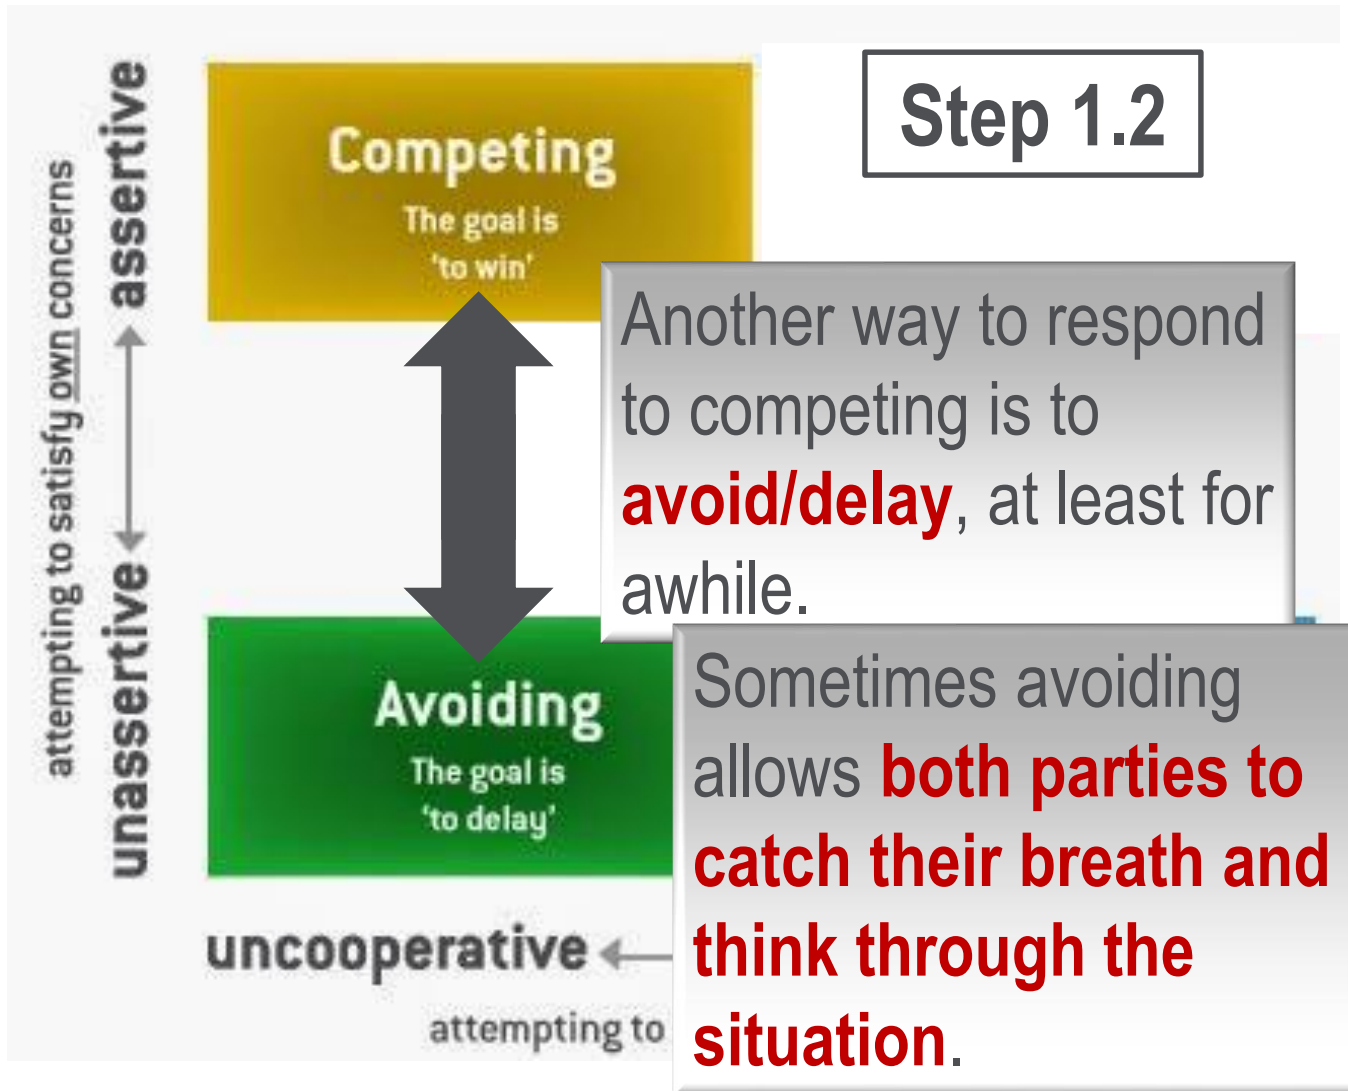 Step 1.2
assertive
attempting to satisfy own concerns
unassertive
Competing
The goal is
‘to win’
Another way to respond
to competing is to
avoid/delay, at least for
awhile.
Avoiding
The goal is
‘to delay’
Sometimes avoiding
allows both parties to
catch their breath and
think through the
situation.
uncooperative
attempting to